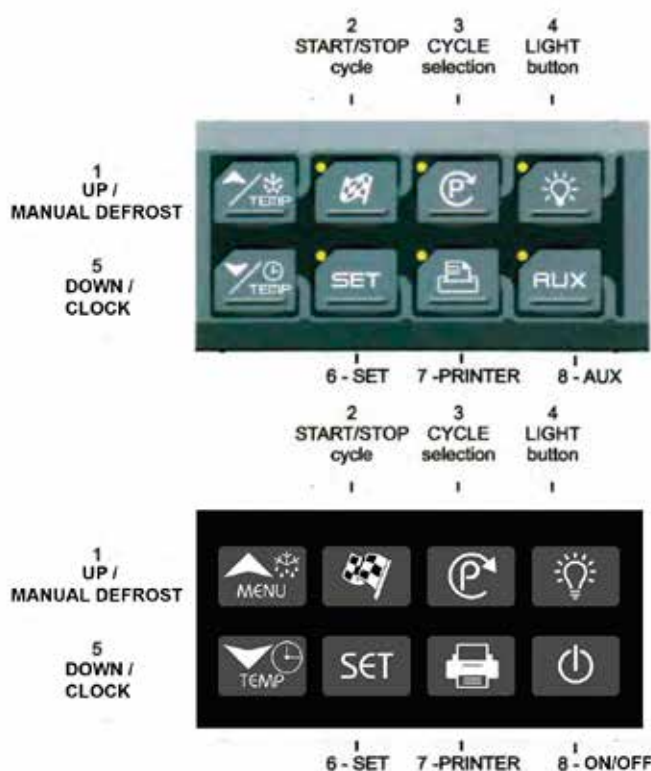 2 3 4
START/STOP CYCLE LIGHT
cycle selection button
1
UP /
MANUAL DEFROST
TEMP P
5
DOWN /
CLOCK
TEMP SET AUX
6 - SET 7 -PRINTER 8 - AUX
2 3 4
START/STOP CYCLE LIGHT
cycle selection button
1
UP /
MANUAL DEFROST
MENU P
5
DOWN /
CLOCK
TEMP SET
6 - SET 7 -PRINTER 8 - ON/OFF